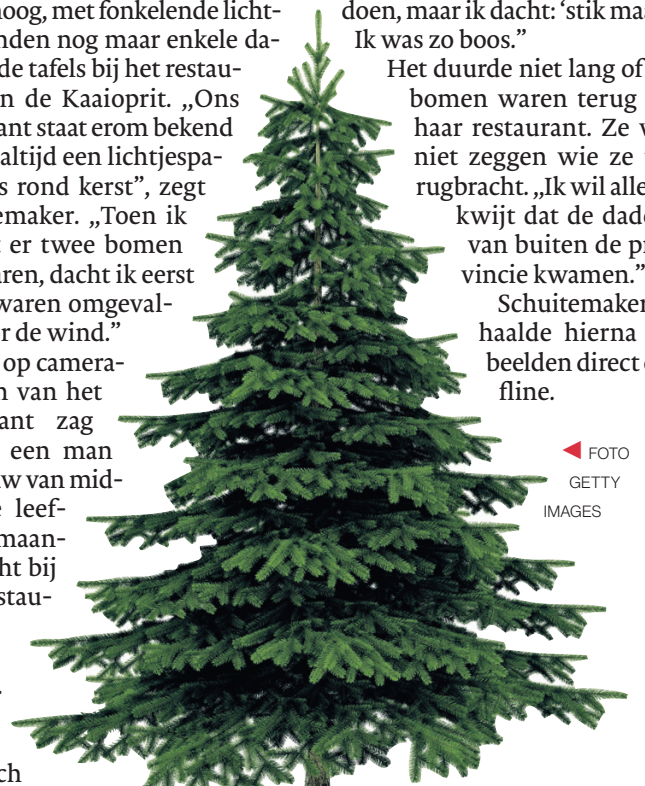 hoog, met fonkelende licht-
nden nog maar enkele da-
de tafels bij het restau-
n de Kaaioprit. „Ons
ant staat erom bekend
altijd een lichtjespa-
s rond kerst”, zegt
emaker. „Toen ik
er twee bomen
ren, dacht ik eerst
waren omgeval-
r de wind.”
op camera-
n van het
ant zag
een man
w van mid-
leef-
maan-
ht bij
stau-
ch
doen, maar ik dacht: ‘stik maa
Ik was zo boos.”
Het duurde niet lang of
bomen waren terug
haar restaurant. Ze w
niet zeggen wie ze
rugbracht. „Ik wil alle
kwijt dat de dade
van buiten de pr
vincie kwamen.”
Schuitemaker
haalde hierna
beelden direct o
fline.
FOTO
GETTY
IMAGES